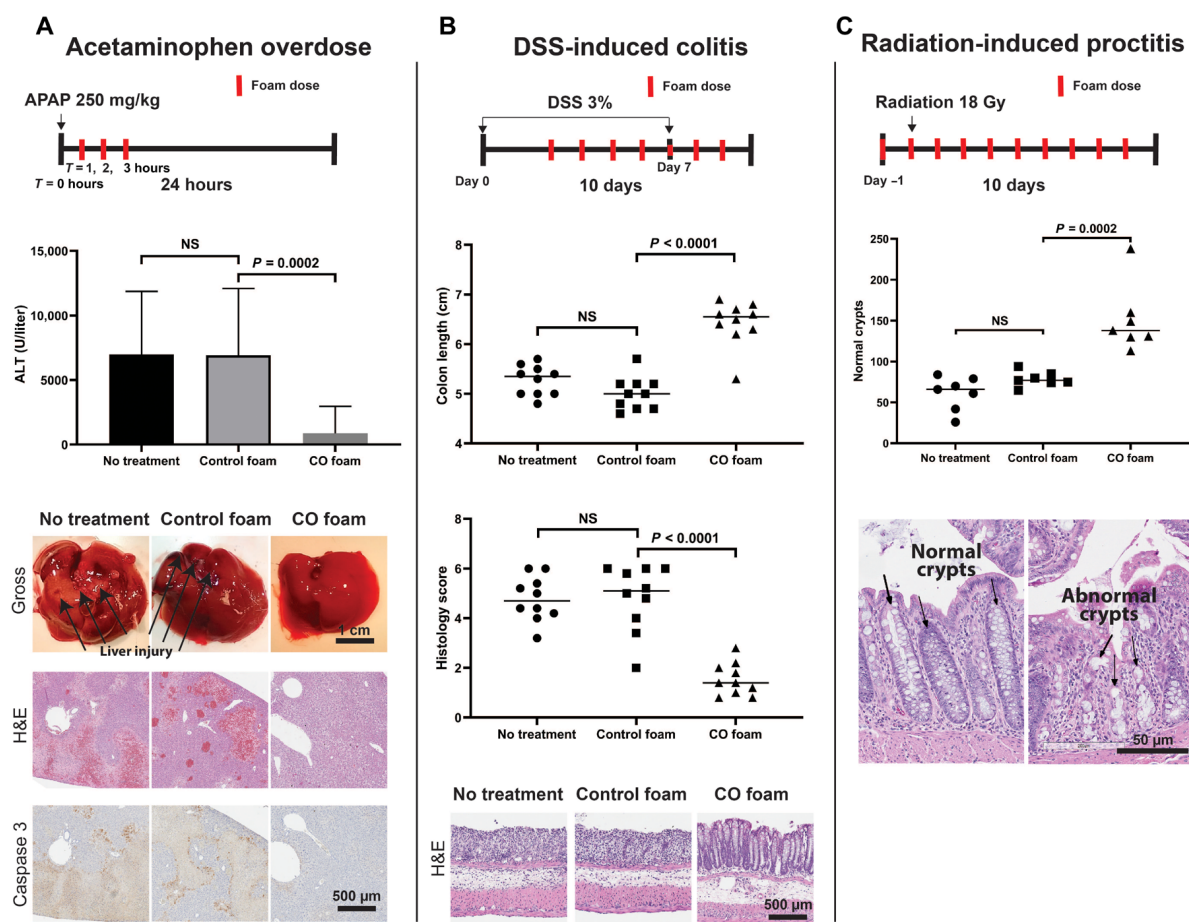 A
Acetaminophen overdose
Foam dose
APAP 250 mg/kg
T = 1, 2, 3 hours
T = 0 hours
24 hours
15,000
10,000
5000
0
ALT (U/liter)
NS
P = 0.0002
No treatment
Control foam
CO foam
No treatment
Control foam
CO foam
Gross
Liver injury
1 cm
H&E
Caspase 3
500 µm
B
DSS-induced colitis
Foam dose
DSS 3%
Day 0
Day 7
10 days
8
7
6
5
4
Colon length (cm)
NS
P < 0.0001
No treatment
Control foam
CO foam
8
6
4
2
0
Histology score
NS
P < 0.0001
No treatment
Control foam
CO foam
No treatment
Control foam
CO foam
H&E
500 µm
C
Radiation-induced proctitis
Foam dose
Radiation 18 Gy
Day –1
10 days
250
200
150
100
50
0
Normal crypts
NS
P = 0.0002
No treatment
Control foam
CO foam
Normal
crypts
Abnormal
crypts
50 µm